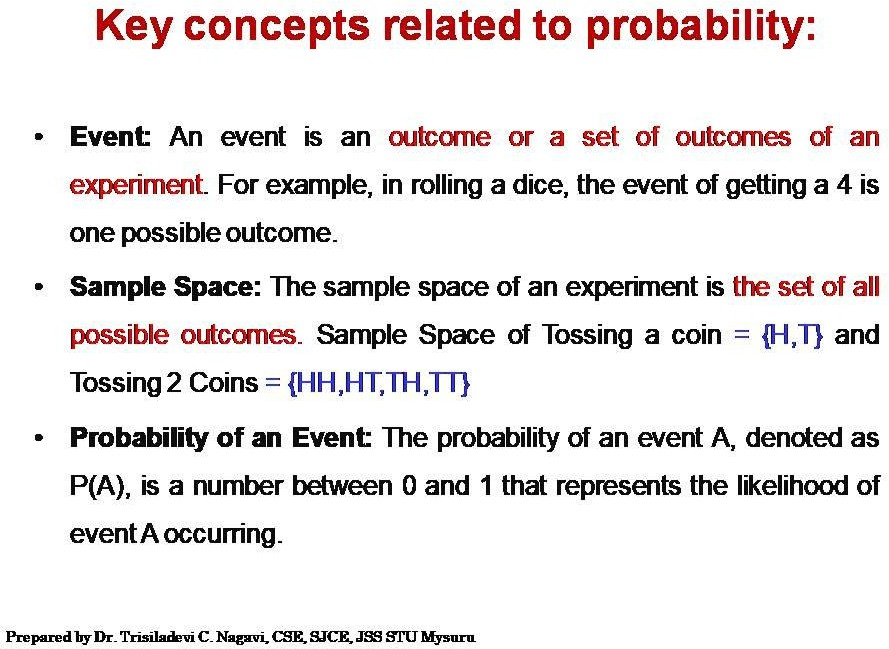 Key concepts related to probability:
• Event: An event is an outcome or a set of outcomes of an
experiment. For example, in rolling a dice, the event of getting a 4 is
one possible outcome.
• Sample Space: The sample space of an experiment is the set of all
possible outcomes. Sample Space of Tossing a coin = {H,T} and
Tossing 2 Coins = {HH,HT,TH,TT}
• Probability of an Event: The probability of an event A, denoted as
P(A), is a number between 0 and 1 that represents the likelihood of
event A occurring.
Prepared by Dr. Trisiladevi C. Nagavi, CSE, SJCE, JSS STU Mysuru